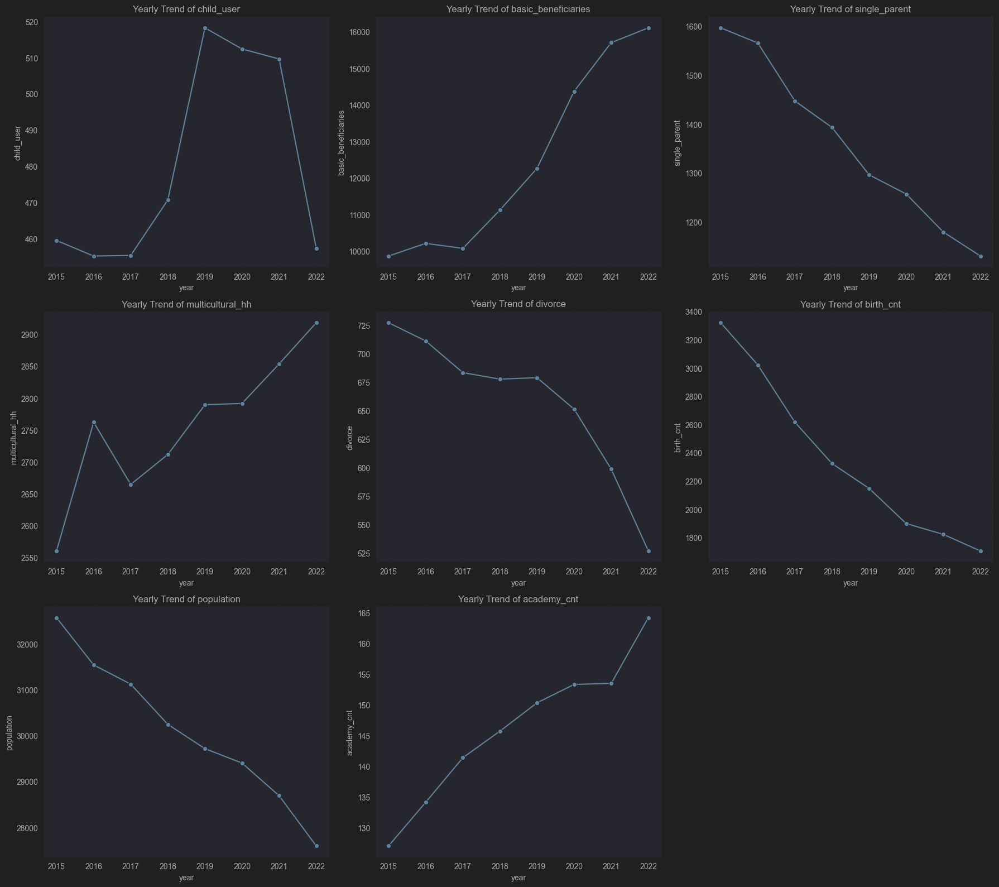 Yearly Trend of child_user
520
510
500
490
480
470
460
child_user
2015 2016 2017 2018 2019 2020 2021 2022
year
Yearly Trend of basic_beneficiaries
16000
15000
14000
13000
12000
11000
10000
basic_beneficiaries
2015 2016 2017 2018 2019 2020 2021 2022
year
Yearly Trend of single_parent
1600
1500
1400
1300
1200
single_parent
2015 2016 2017 2018 2019 2020 2021 2022
year
Yearly Trend of multicultural_hh
2900
2850
2800
2750
2700
2650
2600
2550
multicultural_hh
2015 2016 2017 2018 2019 2020 2021 2022
year
Yearly Trend of divorce
725
700
675
650
625
600
575
550
525
divorce
2015 2016 2017 2018 2019 2020 2021 2022
year
Yearly Trend of birth_cnt
3400
3200
3000
2800
2600
2400
2200
2000
1800
birth_cnt
2015 2016 2017 2018 2019 2020 2021 2022
year
Yearly Trend of population
32000
31000
30000
29000
28000
population
2015 2016 2017 2018 2019 2020 2021 2022
year
Yearly Trend of academy_cnt
165
160
155
150
145
140
135
130
academy_cnt
2015 2016 2017 2018 2019 2020 2021 2022
year